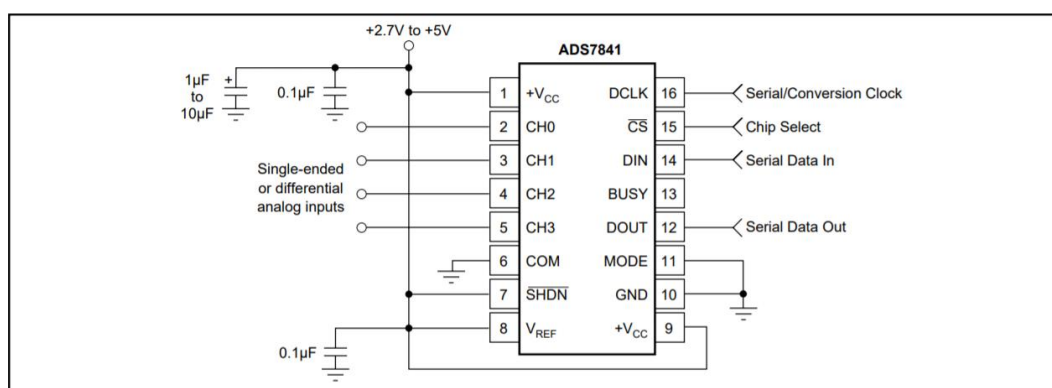 +2.7V to +5V
ADS7841
1µF
to
10µF
+
0.1µF
1 +VCC DCLK 16 Serial/Conversion Clock
2 CH0 CS 15 Chip Select
3 CH1 DIN 14 Serial Data In
Single-ended
or differential
analog inputs
4 CH2 BUSY 13
5 CH3 DOUT 12 Serial Data Out
6 COM MODE 11
7 SHDN GND 10
8 VREF +VCC 9
0.1µF